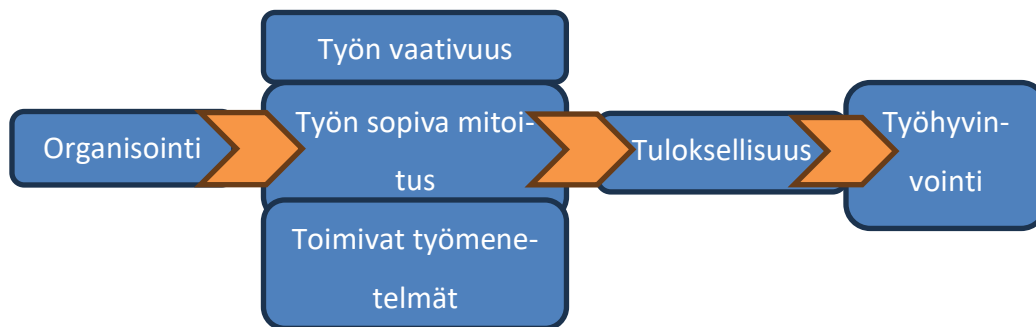 Organisointi
Työn vaativuus
Työn sopiva mitoi-
tus
Toimivat työmene-
telmät
Tuloksellisuus
Työhyvin-
vointi